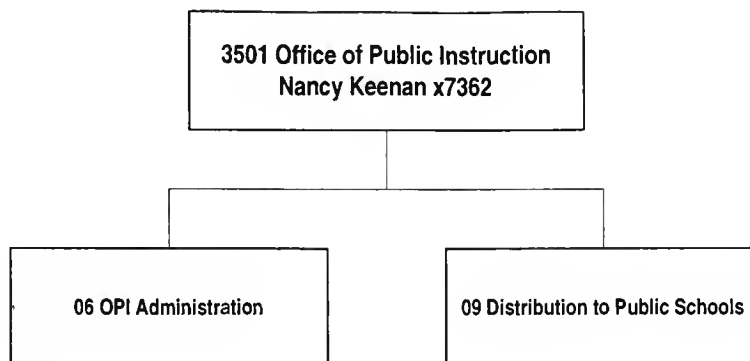 3501 Office of Public Instruction
Nancy Keenan x7362
06 OPI Administration
09 Distribution to Public Schools